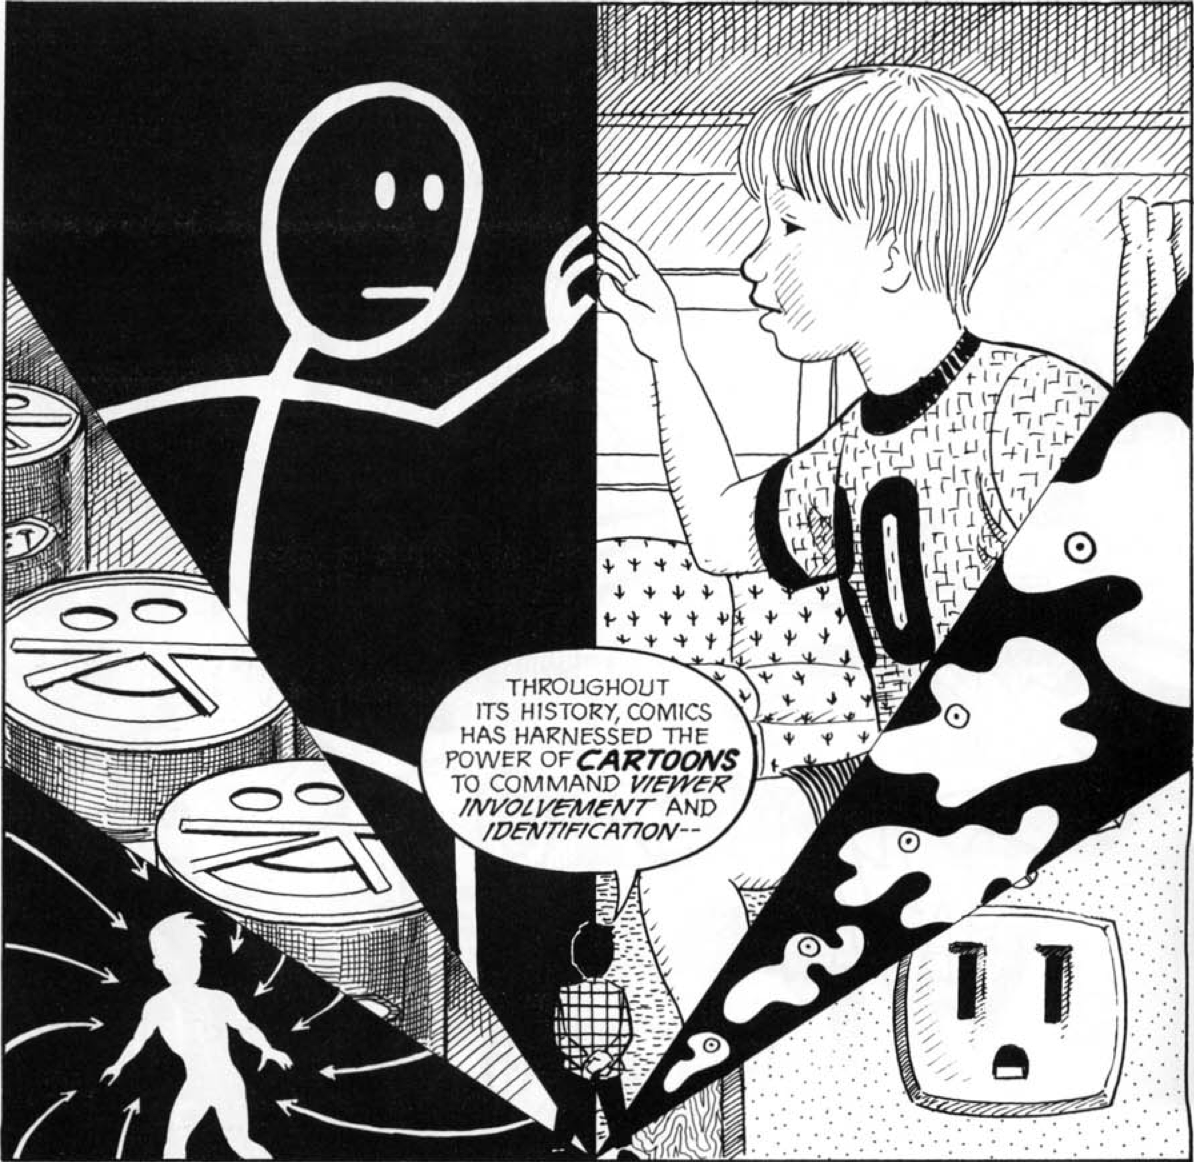 THROUGHOUT
ITS HISTORY, COMICS
HAS HARNESSED THE
POWER OF CARTOONS
TO COMMAND VIEWER
INVOLVEMENT AND
IDENTIFICATION--